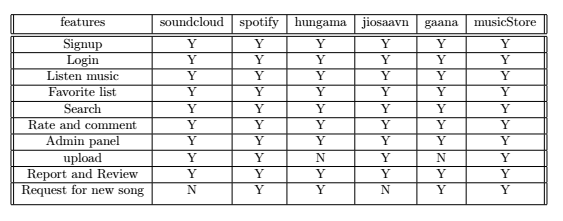 features soundcloud spotify hungama jiosaavn gaana musicStore
Signup Y Y Y Y Y Y
Login Y Y Y Y Y Y
Listen music Y Y Y Y Y Y
Favorite list Y Y Y Y Y Y
Search Y Y Y Y Y Y
Rate and comment Y Y Y Y Y Y
Admin panel Y Y Y Y Y Y
upload Y Y N Y N Y
Report and Review Y Y Y Y Y Y
Request for new song N Y Y N Y Y